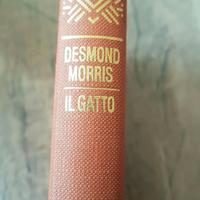 DESMOND
MORRIS
IL GATTO